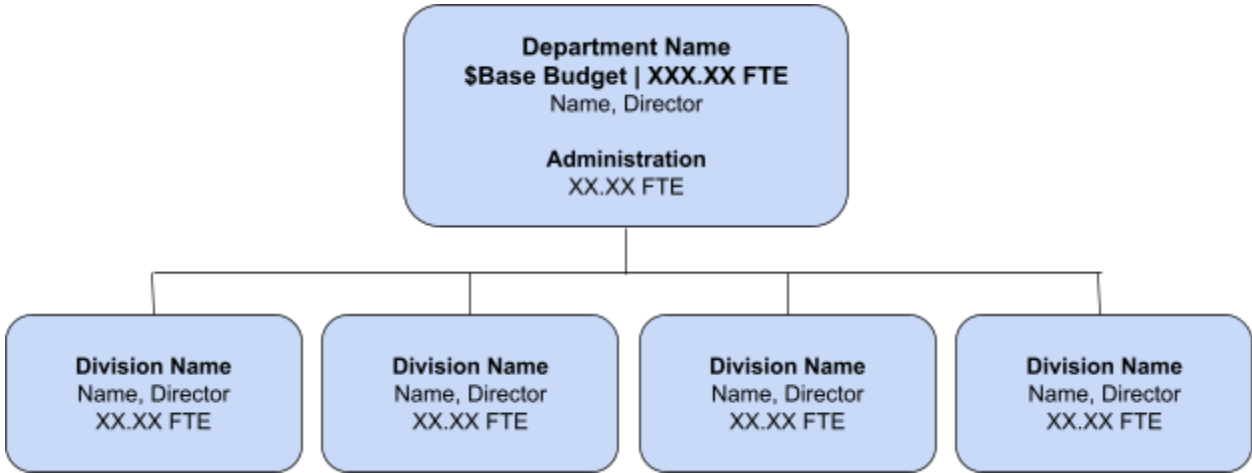 Department Name
$Base Budget | XXX.XX FTE
Name, Director
Administration
XX.XX FTE
Division Name
Name, Director
XX.XX FTE
Division Name
Name, Director
XX.XX FTE
Division Name
Name, Director
XX.XX FTE
Division Name
Name, Director
XX.XX FTE